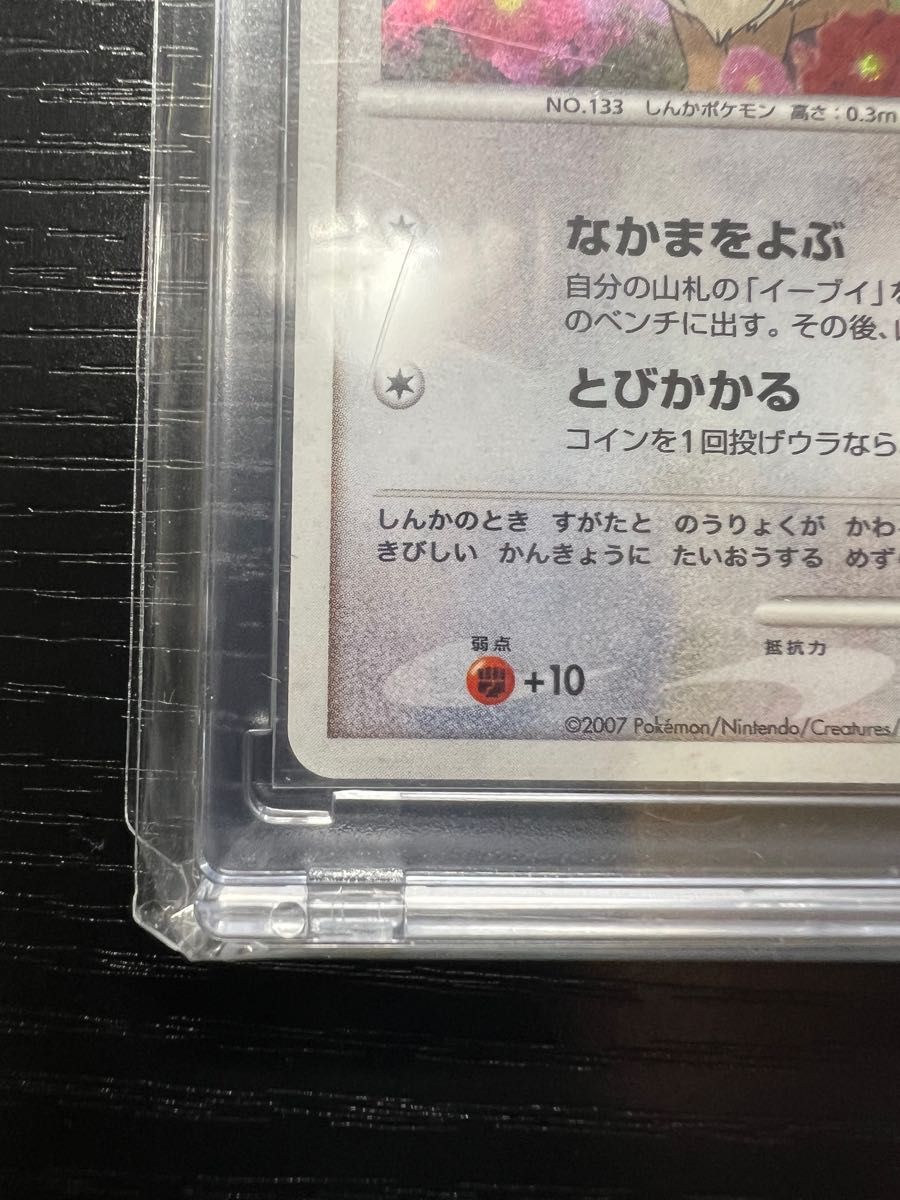 NO.133 しんかポケモン 高さ：0.3m
なかまをよぶ
自分の山札の「イーブイ」を
のベンチに出す。その後、
とびかかる
コインを1回投げウラなら
しんかのとき すがたと のうりょくが かわ
きびしい かんきょうに たいおうする めず
弱点 抵抗力
+10
©2007 Pokémon/Nintendo/Creatures/